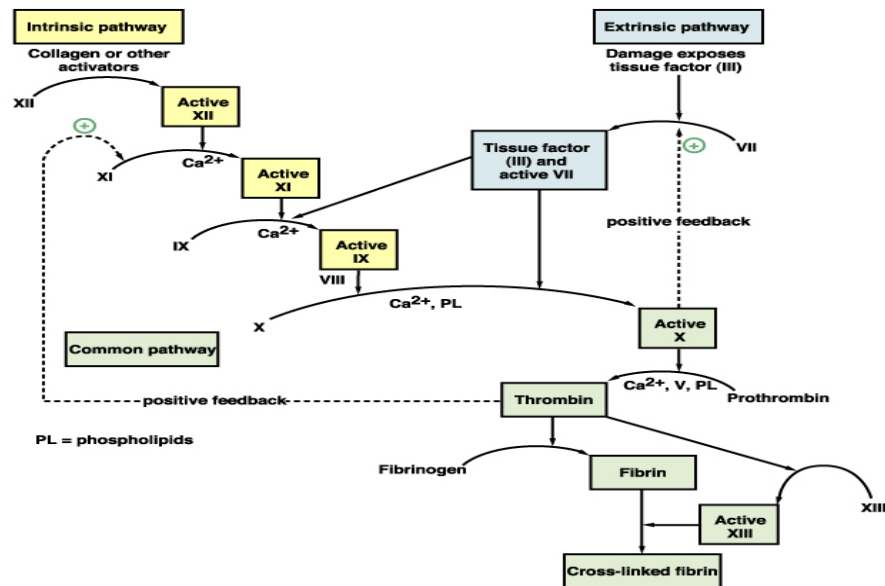 Intrinsic pathway
Extrinsic pathway
Collagen or other
activators
Damage exposes
tissue factor (III)
XII
Active
XII
+
XI
Ca2+
Active
XI
Tissue factor
(III) and
active VII
+
VII
positive feedback
IX
Ca2+
Active
IX
VIII
X
Ca2+, PL
Active
X
Common pathway
Ca2+, V, PL
Prothrombin
positive feedback
Thrombin
PL = phospholipids
Fibrinogen
Fibrin
XIII
Active
XIII
Cross-linked fibrin